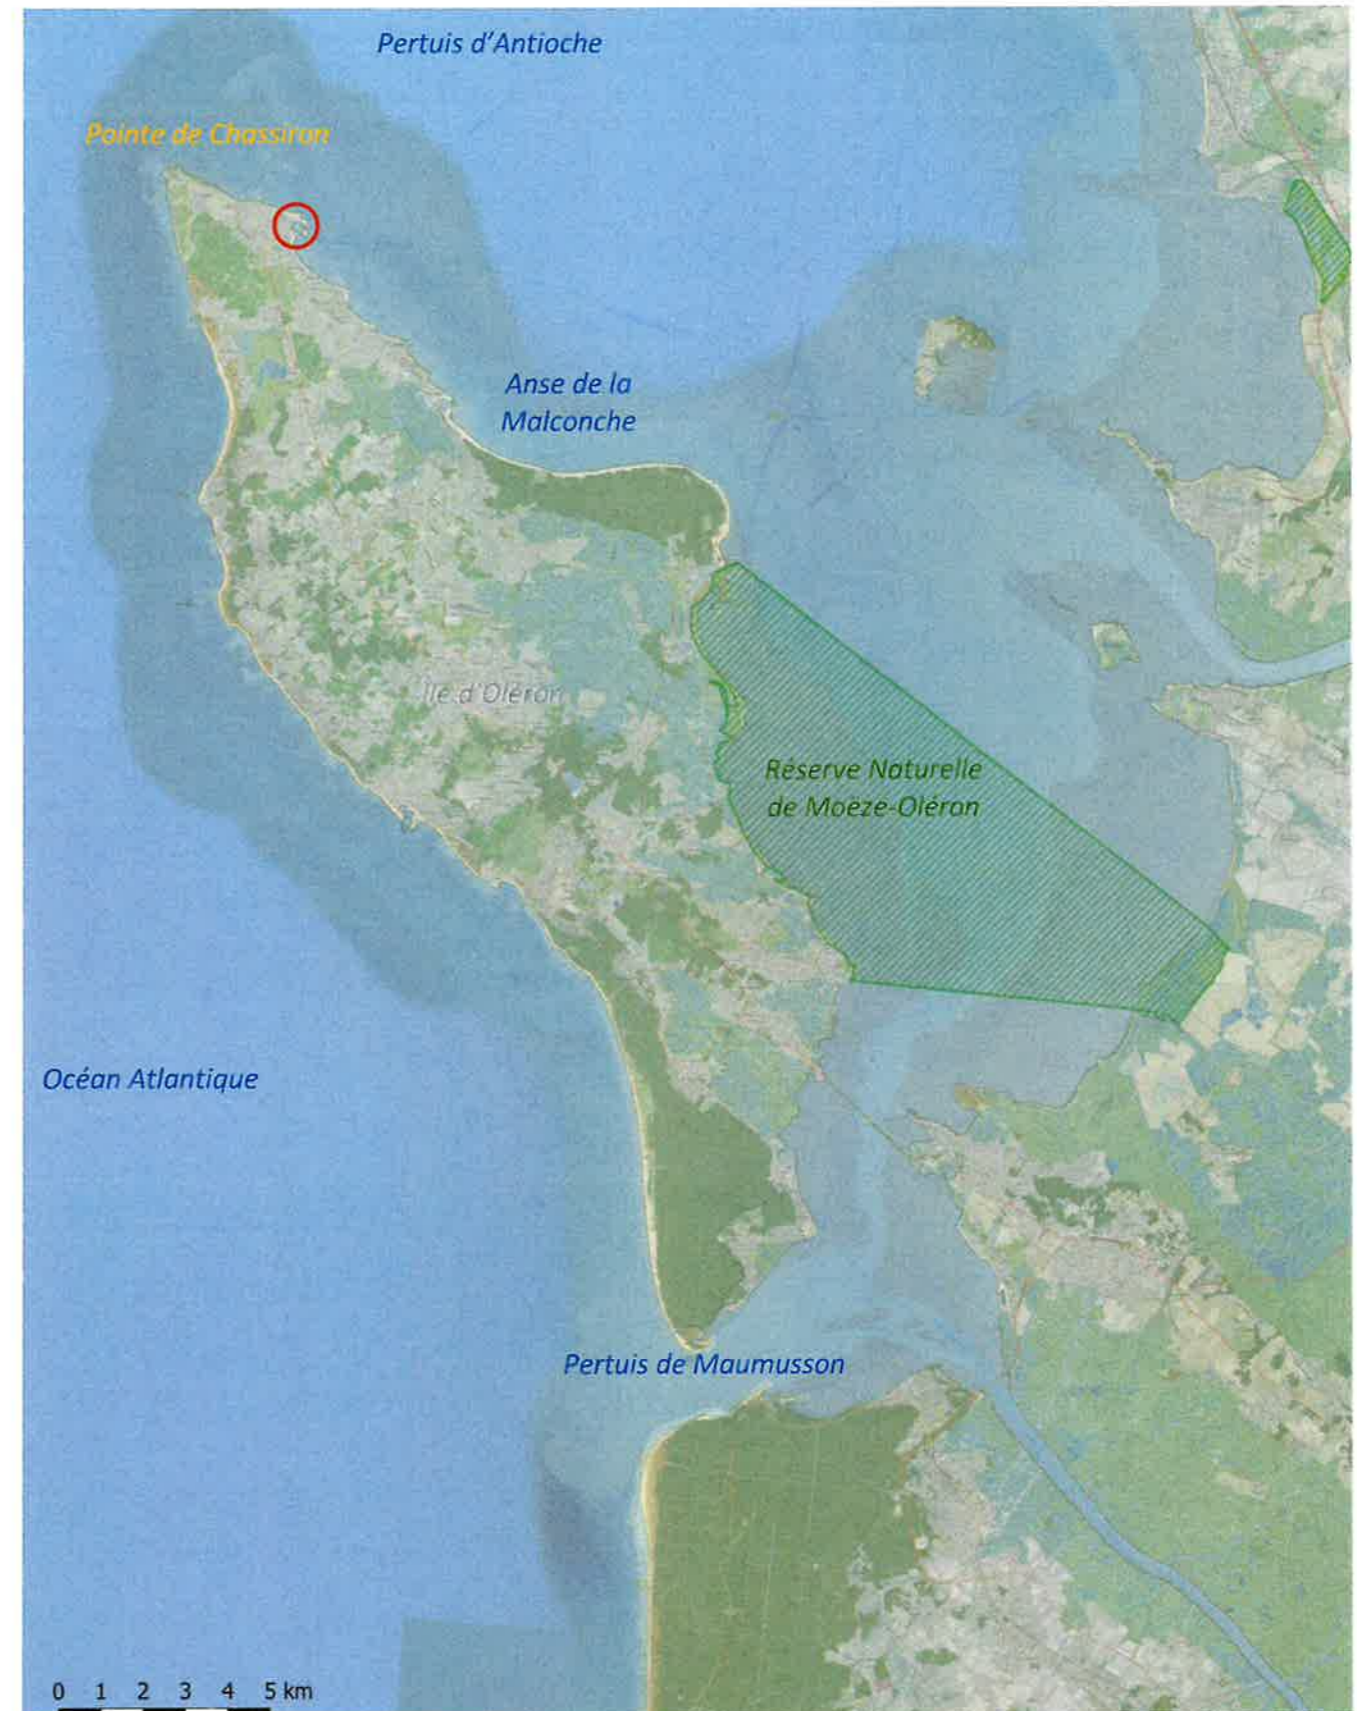 Pertuis d'Antioche
Pointe de Chassiron
Anse de la
Malconche
Île d'Oléron
Réserve Naturelle
de Moëze-Oléron
Océan Atlantique
Pertuis de Maumusson
0 1 2 3 4 5 km